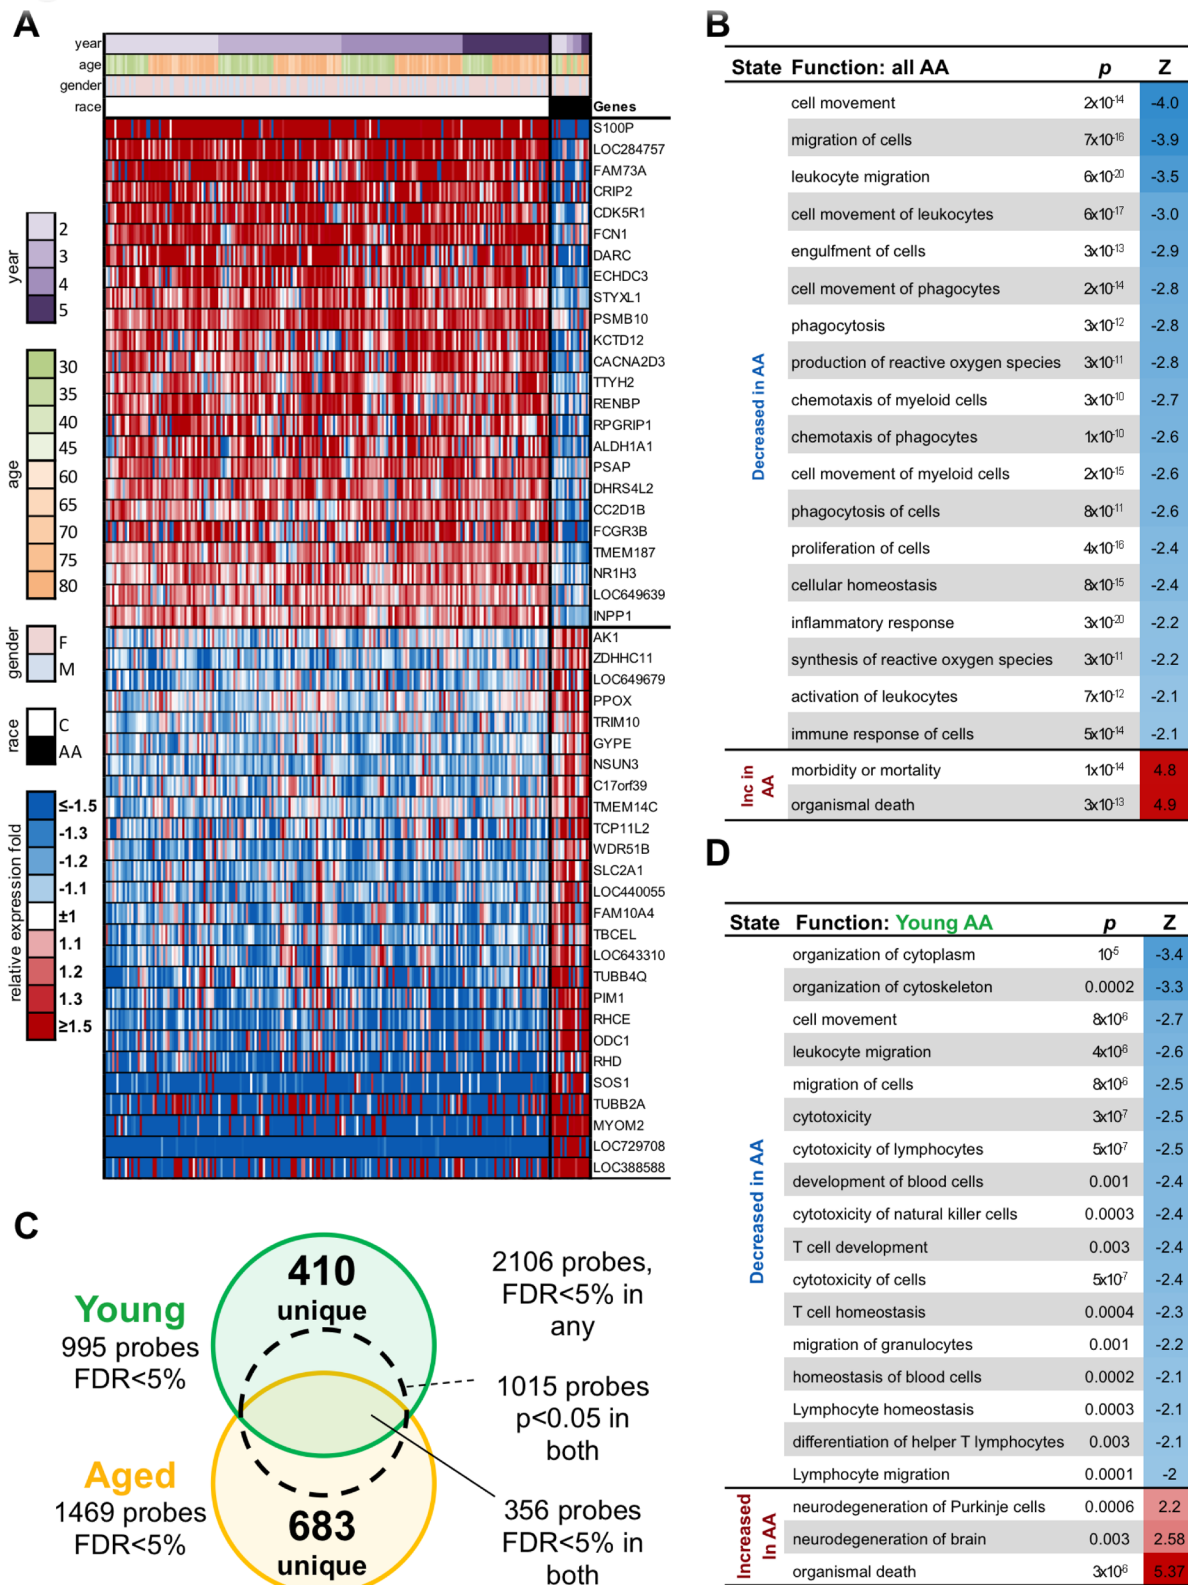 A
year
age
gender
race
Genes
S100P
LOC284757
FAM73A
CRIP2
CDK5R1
FCN1
DARC
ECHDC3
STYXL1
PSMB10
KCTD12
CACNA2D3
TTYH2
RENBP
RPGRIP1
ALDH1A1
PSAP
DHRS4L2
CC2D1B
FCGR3B
TMEM187
NR1H3
LOC649639
INPP1
AK1
ZDHHC11
LOC649679
PPOX
TRIM10
GYPE
NSUN3
C17orf39
TMEM14C
TCP11L2
WDR51B
SLC2A1
LOC440055
FAM10A4
TBCEL
LOC643310
TUBB4Q
PIM1
RHCE
ODC1
RHD
SOS1
TUBB2A
MYOM2
LOC729708
LOC388588
year
2
3
4
5
age
30
35
40
45
60
65
70
75
80
gender
F
M
race
C
AA
relative expression fold
≤-1.5
-1.3
-1.2
-1.1
±1
1.1
1.2
1.3
≥1.5
B
State Function: all AA p Z
Decreased in AA
cell movement 2x10-14 -4.0
migration of cells 7x10-16 -3.9
leukocyte migration 6x10-20 -3.5
cell movement of leukocytes 6x10-17 -3.0
engulfment of cells 3x10-13 -2.9
cell movement of phagocytes 2x10-14 -2.8
phagocytosis 3x10-12 -2.8
production of reactive oxygen species 3x10-11 -2.8
chemotaxis of myeloid cells 3x10-10 -2.7
chemotaxis of phagocytes 1x10-10 -2.6
cell movement of myeloid cells 2x10-15 -2.6
phagocytosis of cells 8x10-11 -2.6
proliferation of cells 4x10-16 -2.4
cellular homeostasis 8x10-15 -2.4
inflammatory response 3x10-20 -2.2
synthesis of reactive oxygen species 3x10-11 -2.2
activation of leukocytes 7x10-12 -2.1
immune response of cells 5x10-14 -2.1
Inc in
AA
morbidity or mortality 1x10-14 4.8
organismal death 3x10-13 4.9
C
Young
995 probes
FDR<5%
410
unique
Aged
1469 probes
FDR<5%
683
unique
2106 probes,
FDR<5% in
any
1015 probes
p<0.05 in
both
356 probes
FDR<5% in
both
D
State Function: Young AA p Z
Decreased in AA
organization of cytoplasm 10-5 -3.4
organization of cytoskeleton 0.0002 -3.3
cell movement 8x106 -2.7
leukocyte migration 4x106 -2.6
migration of cells 8x106 -2.5
cytotoxicity 3x10-7 -2.5
cytotoxicity of lymphocytes 5x10-7 -2.5
development of blood cells 0.001 -2.4
cytotoxicity of natural killer cells 0.0003 -2.4
T cell development 0.003 -2.4
cytotoxicity of cells 5x10-7 -2.4
T cell homeostasis 0.0004 -2.3
migration of granulocytes 0.001 -2.2
homeostasis of blood cells 0.0002 -2.1
Lymphocyte homeostasis 0.0003 -2.1
differentiation of helper T lymphocytes 0.003 -2.1
Lymphocyte migration 0.0001 -2
Increased
In AA
neurodegeneration of Purkinje cells 0.0006 2.2
neurodegeneration of brain 0.003 2.58
organismal death 3x106 5.37